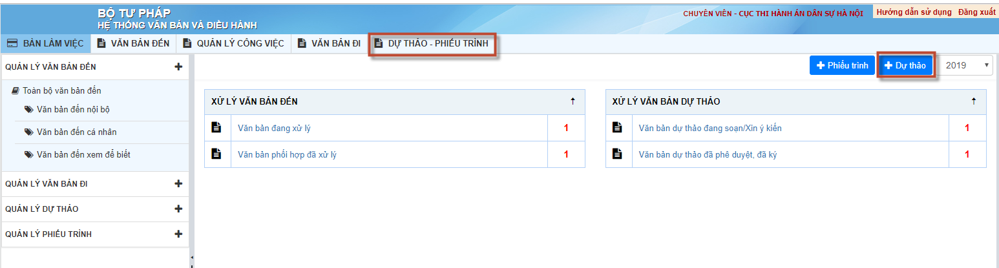 BỘ TƯ PHÁP
HỆ THỐNG VĂN BẢN VÀ ĐIỀU HÀNH
CHUYÊN VIÊN - CỤC THI HÀNH ÁN DÂN SỰ HÀ NỘI
Hướng dẫn sử dụng Đăng xuất
BÀN LÀM VIỆC VĂN BẢN ĐẾN QUẢN LÝ CÔNG VIỆC VĂN BẢN ĐI DỰ THẢO - PHIẾU TRÌNH
QUẢN LÝ VĂN BẢN ĐẾN
Toàn bộ văn bản đến
Văn bản đến nội bộ
Văn bản đến cá nhân
Văn bản đến xem để biết
QUẢN LÝ VĂN BẢN ĐI
QUẢN LÝ DỰ THẢO
QUẢN LÝ PHIẾU TRÌNH
Phiếu trình Dự thảo 2019
XỬ LÝ VĂN BẢN ĐẾN
Văn bản đang xử lý 1
Văn bản phối hợp đã xử lý 1
XỬ LÝ VĂN BẢN DỰ THẢO
Văn bản dự thảo đang soạn/Xin ý kiến 1
Văn bản dự thảo đã phê duyệt, đã ký 1